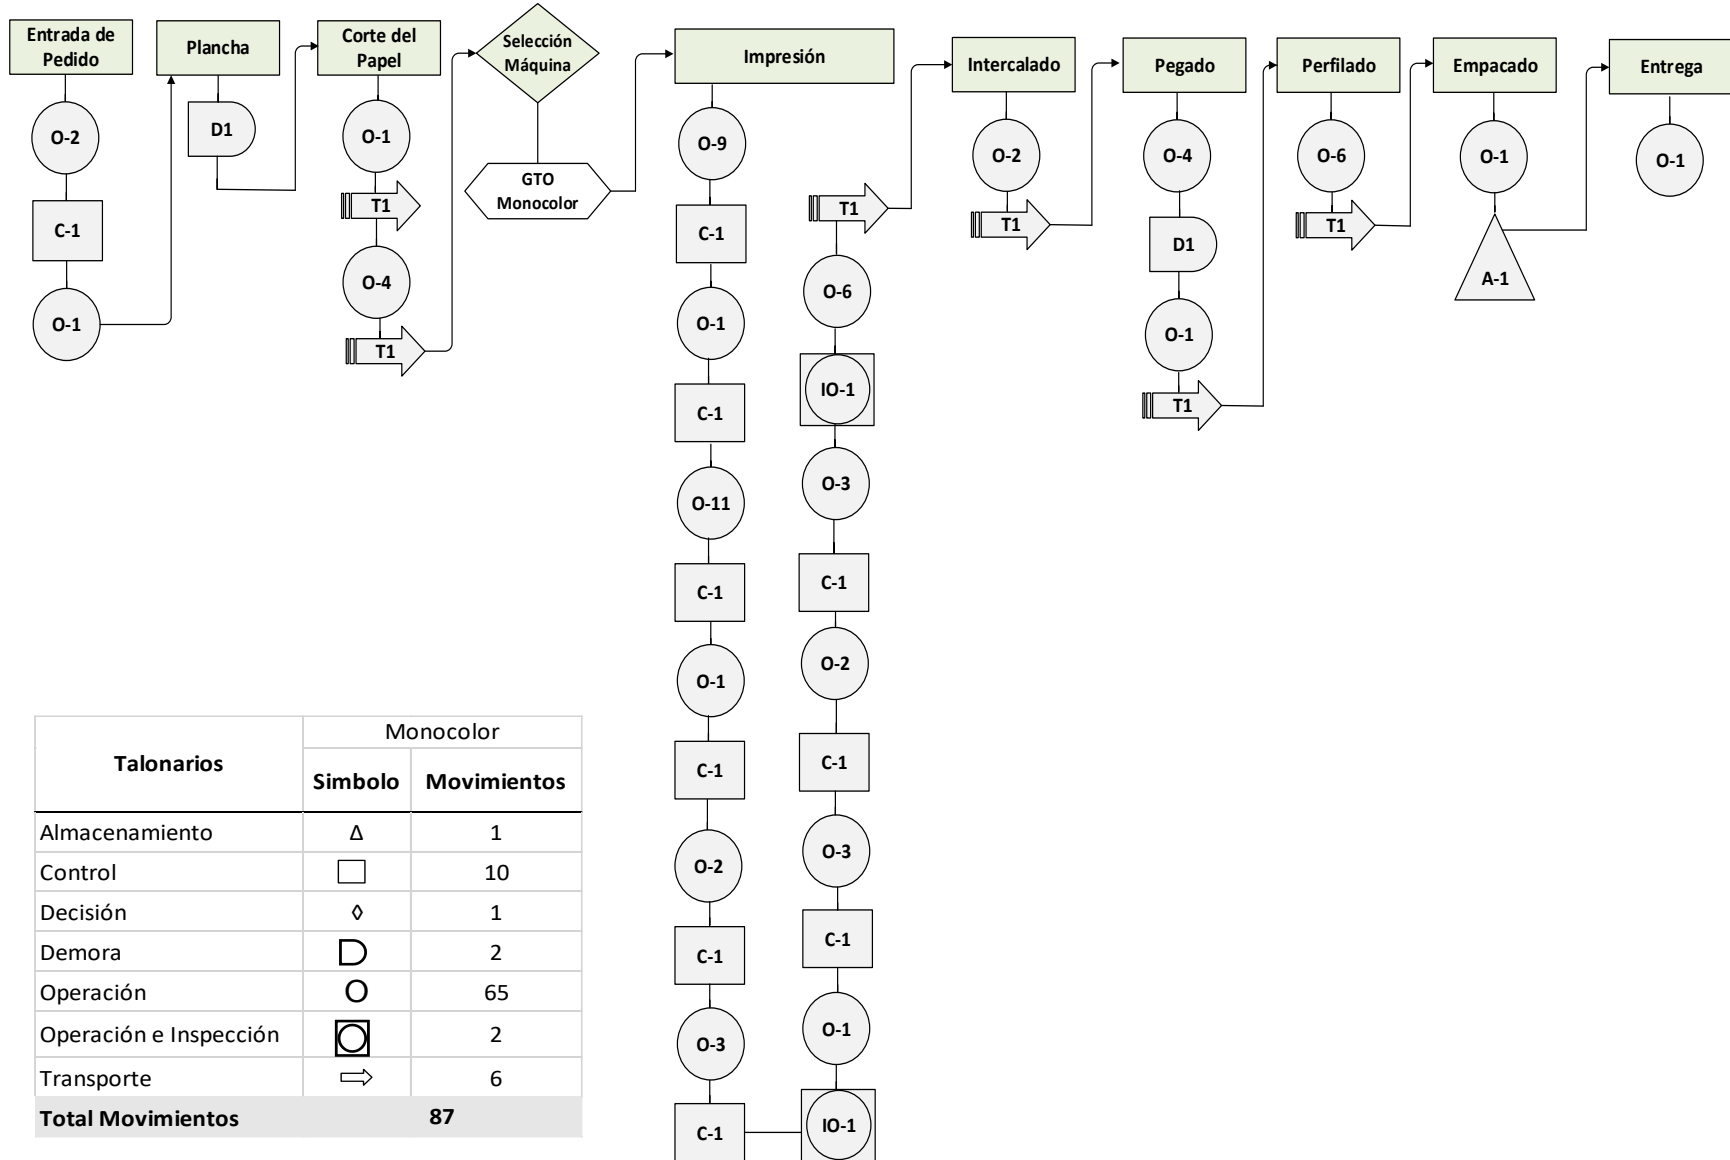 Entrada de
Pedido
O-2
C-1
O-1
Plancha
D1
Corte del
Papel
O-1
T1
O-4
T1
Selección
Máquina
GTO
Monocolor
Impresión
O-9
C-1
O-1
C-1
O-11
C-1
O-1
C-1
O-2
C-1
O-3
C-1
IO-1
O-1
C-1
O-3
C-1
O-2
C-1
O-3
IO-1
O-6
T1
Intercalado
O-2
T1
Pegado
O-4
D1
O-1
T1
Perfilado
O-6
T1
Empacado
O-1
A-1
Entrega
O-1
Talonarios
Monocolor
Simbolo Movimientos
Almacenamiento Δ 1
Control 10
Decisión ◊ 1
Demora 2
Operación O 65
Operación e Inspección 2
Transporte 6
Total Movimientos 87